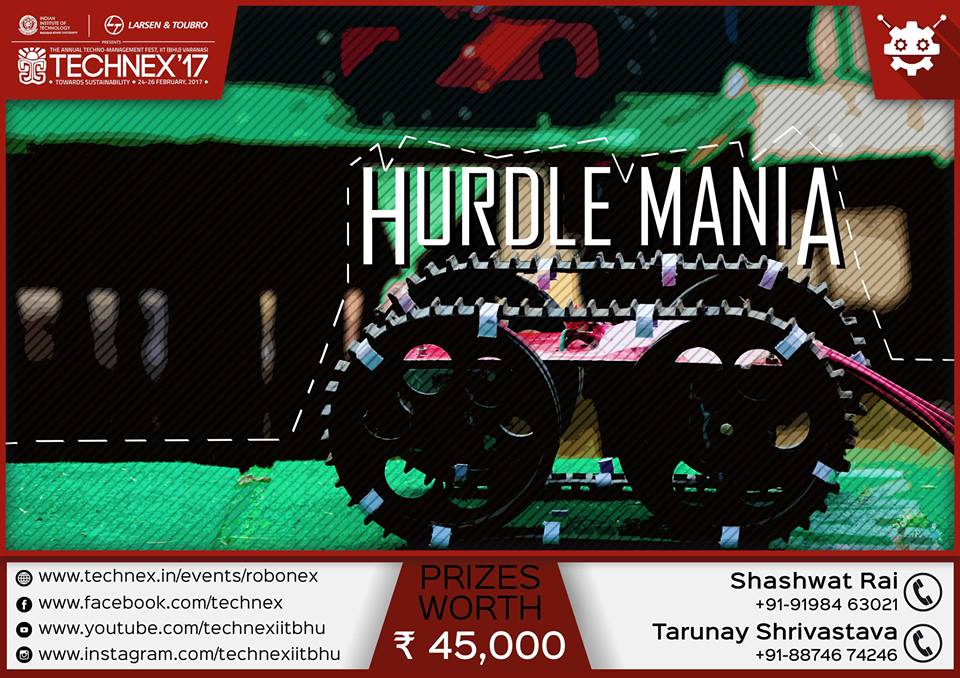 INDIAN
INSTITUTE OF
TECHNOLOGY
LARSEN & TOUBRO
PRESENTS
THE ANNUAL TECHNO-MANAGEMENT FEST, IIT (BHU) VARANASI
TECHNEX'17
• TOWARDS SUSTAINABILITY • 24-26 FEBRUARY, 2017 •
HURDLE MANIA
www.technex.in/events/robonex
www.facebook.com/technex
www.youtube.com/technexiitbhu
www.instagram.com/technexiitbhu
PRIZES
WORTH
₹ 45,000
Shashwat Rai
+91-91984 63021
Tarunay Shrivastava
+91-88746 74246